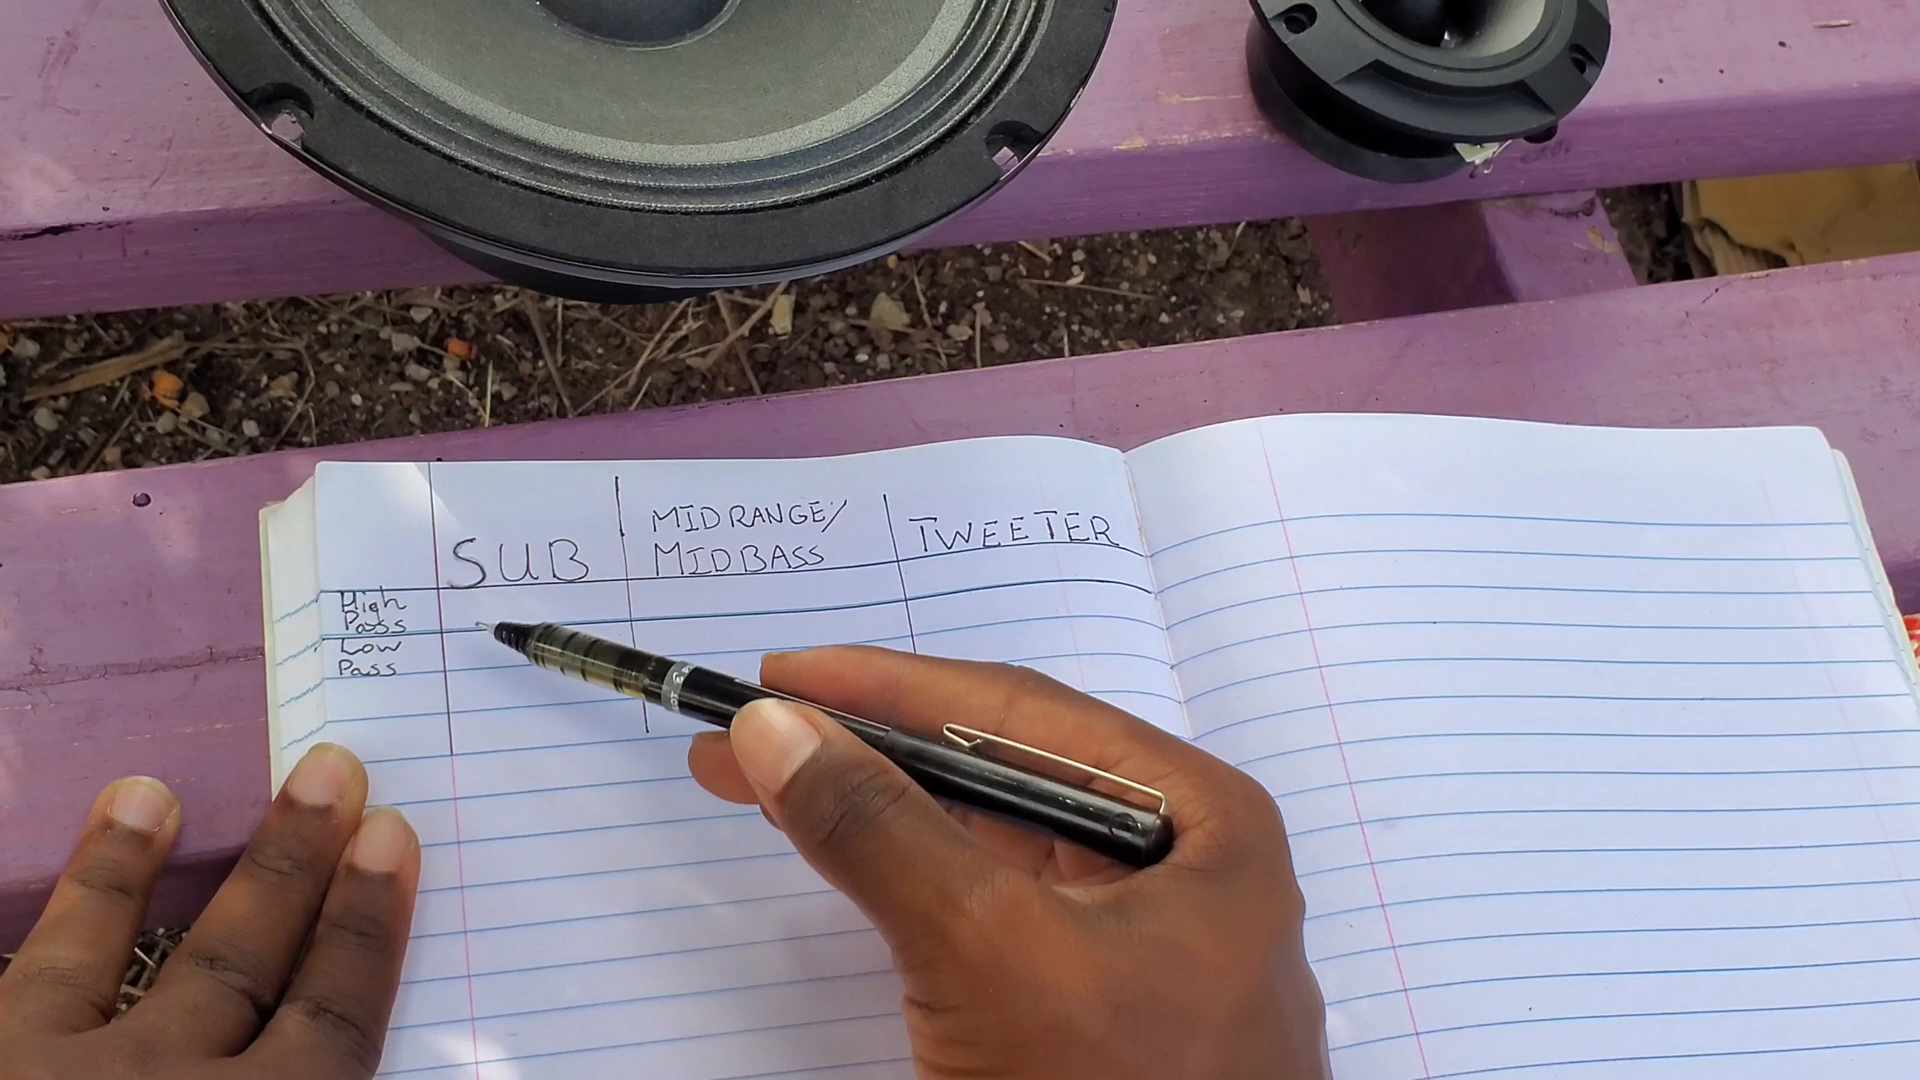 SUB
MIDRANGE/
MIDBASS
TWEETER
High
Pass
Low
Pass